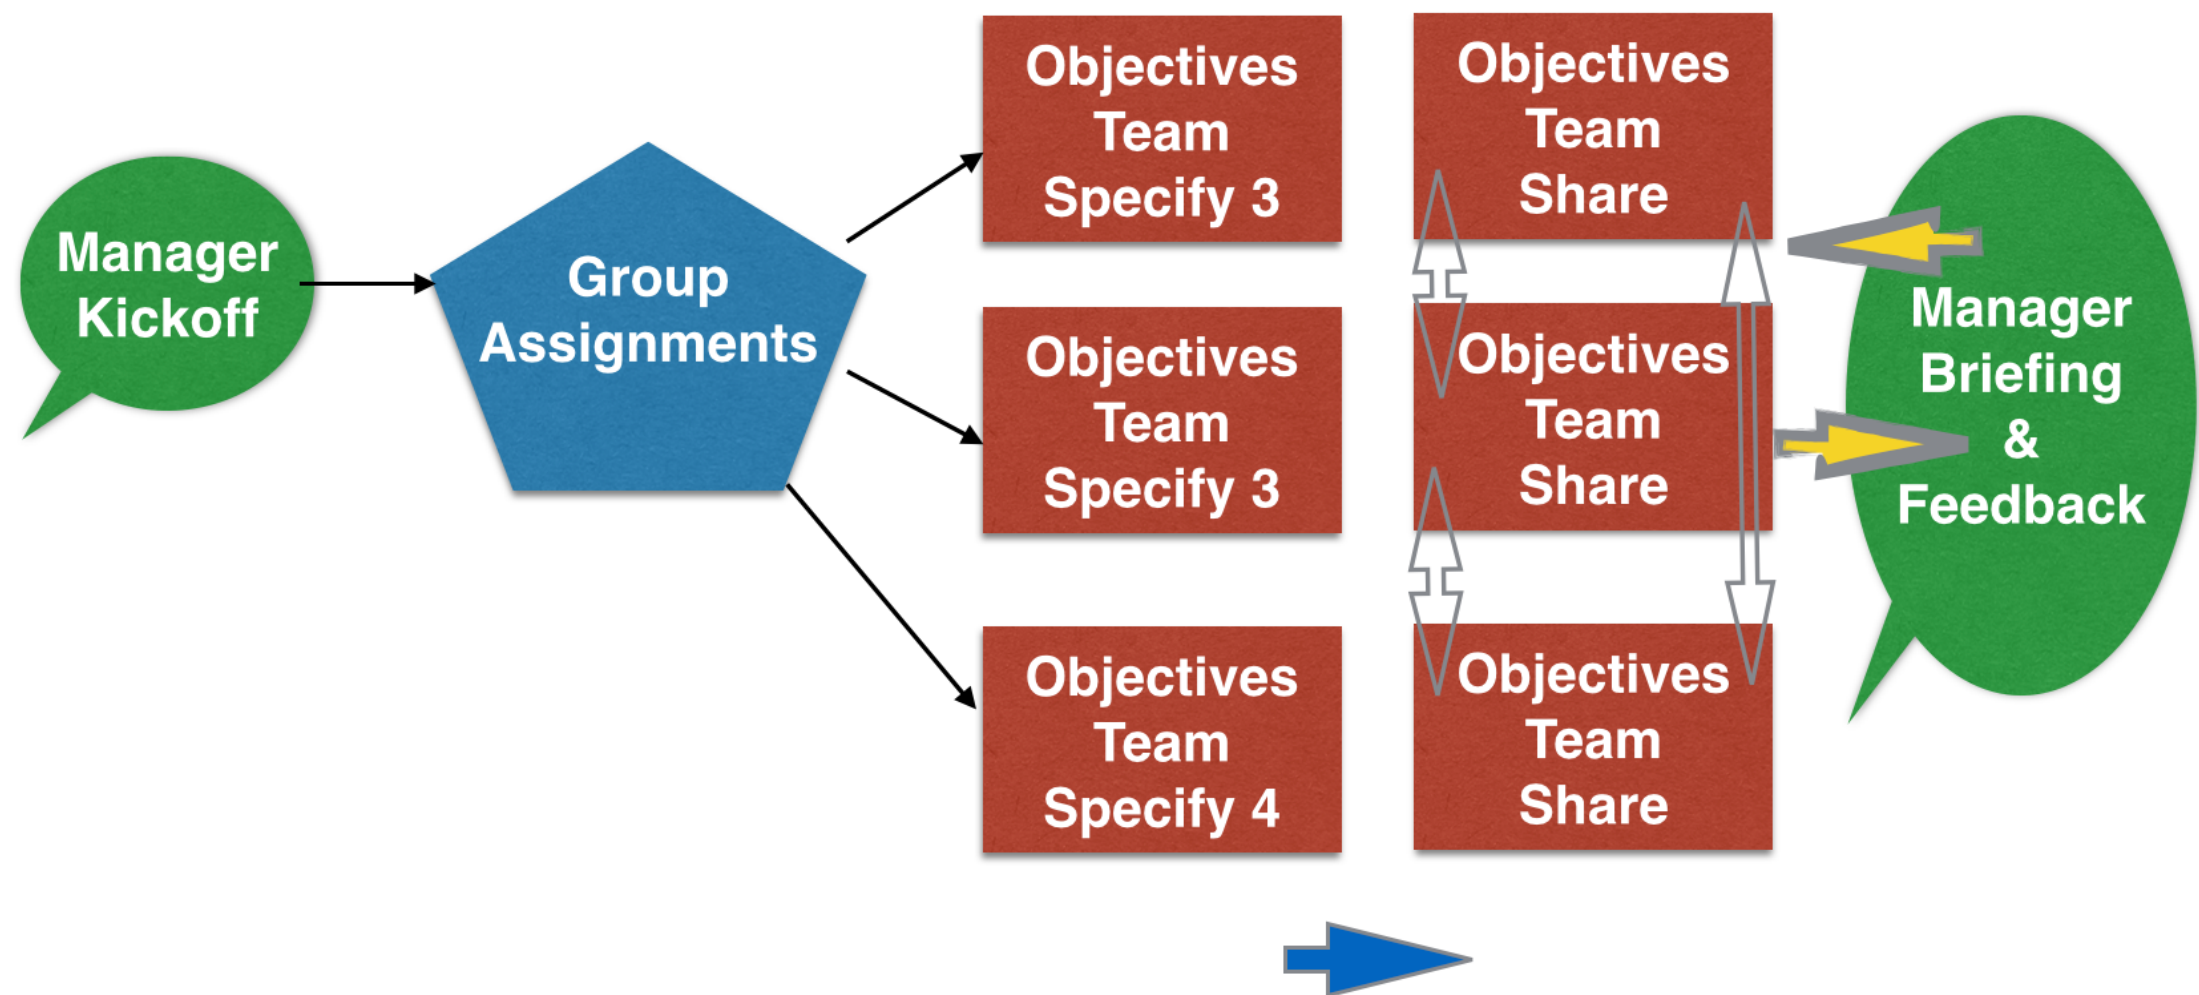 Manager
Kickoff
Group
Assignments
Objectives
Team
Specify 3
Objectives
Team
Specify 3
Objectives
Team
Specify 4
Objectives
Team
Share
Objectives
Team
Share
Objectives
Team
Share
Manager
Briefing
&
Feedback